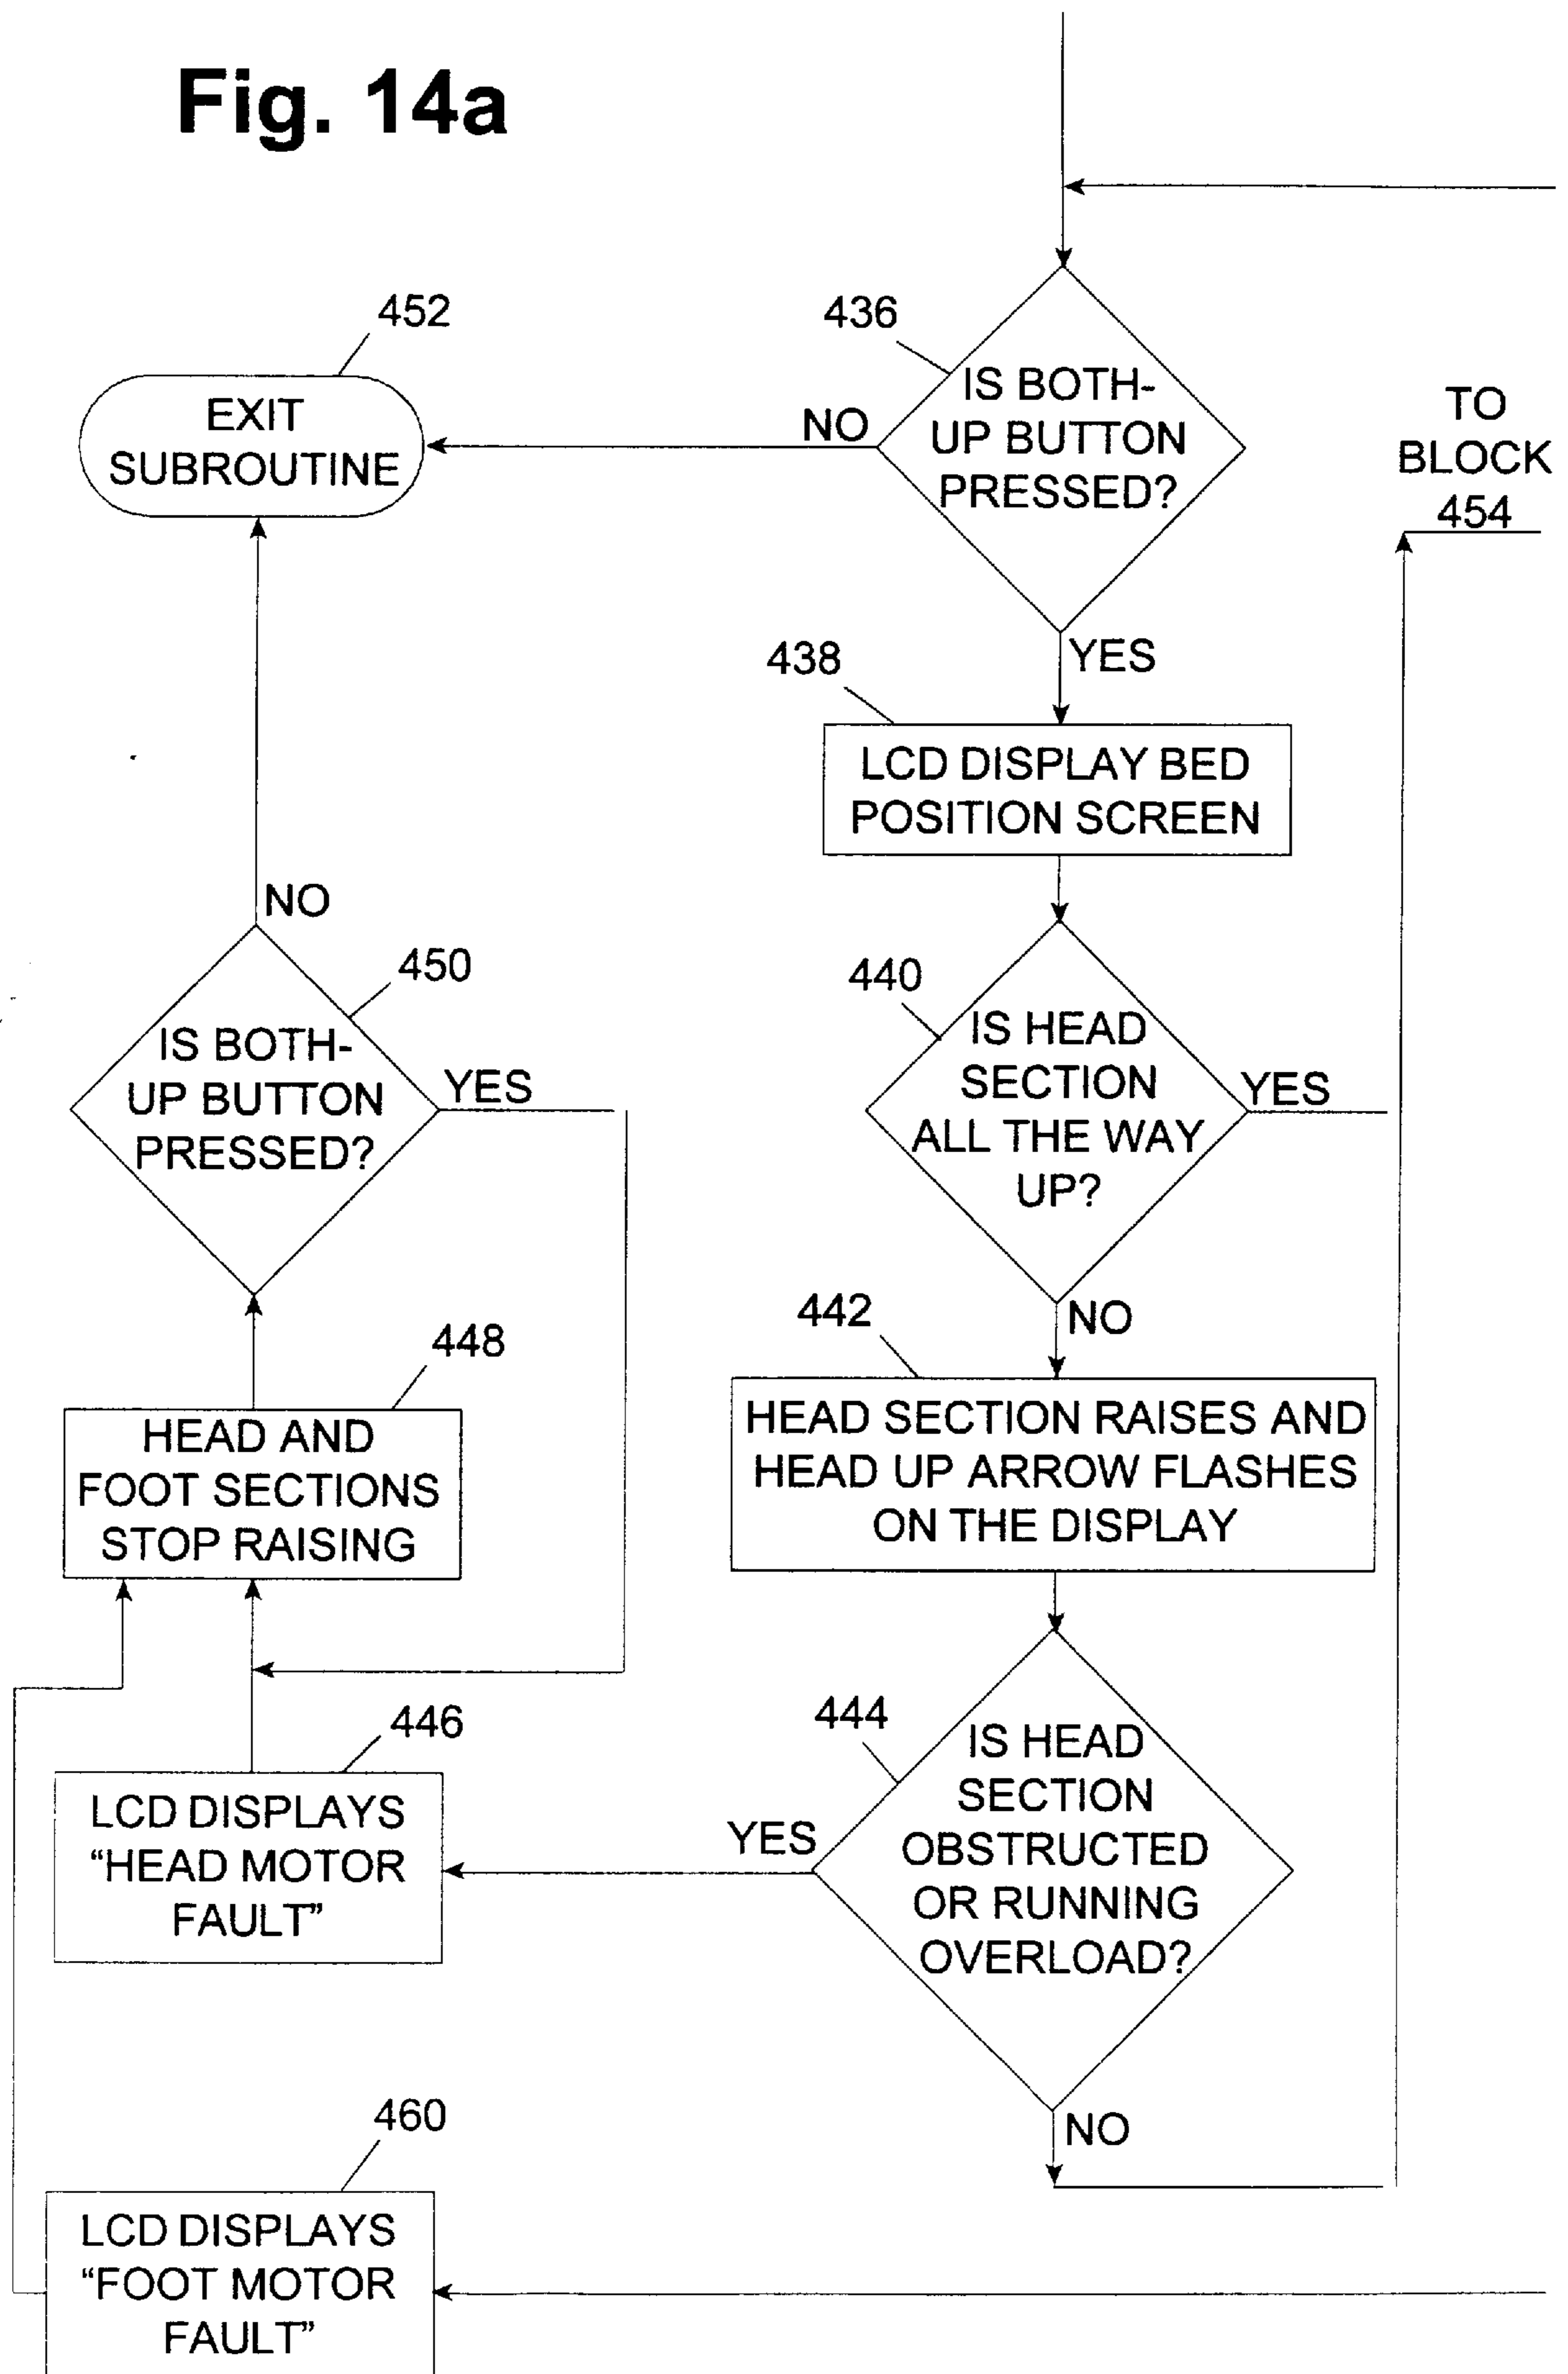 Fig. 14a
452
EXIT
SUBROUTINE
436
IS BOTH-
UP BUTTON
PRESSED?
NO
YES
TO
BLOCK
454
438
LCD DISPLAY BED
POSITION SCREEN
440
IS HEAD
SECTION
ALL THE WAY
UP?
YES
NO
442
HEAD SECTION RAISES AND
HEAD UP ARROW FLASHES
ON THE DISPLAY
444
IS HEAD
SECTION
OBSTRUCTED
OR RUNNING
OVERLOAD?
YES
NO
446
LCD DISPLAYS
“HEAD MOTOR
FAULT”
448
HEAD AND
FOOT SECTIONS
STOP RAISING
450
IS BOTH-
UP BUTTON
PRESSED?
YES
NO
460
LCD DISPLAYS
“FOOT MOTOR
FAULT”